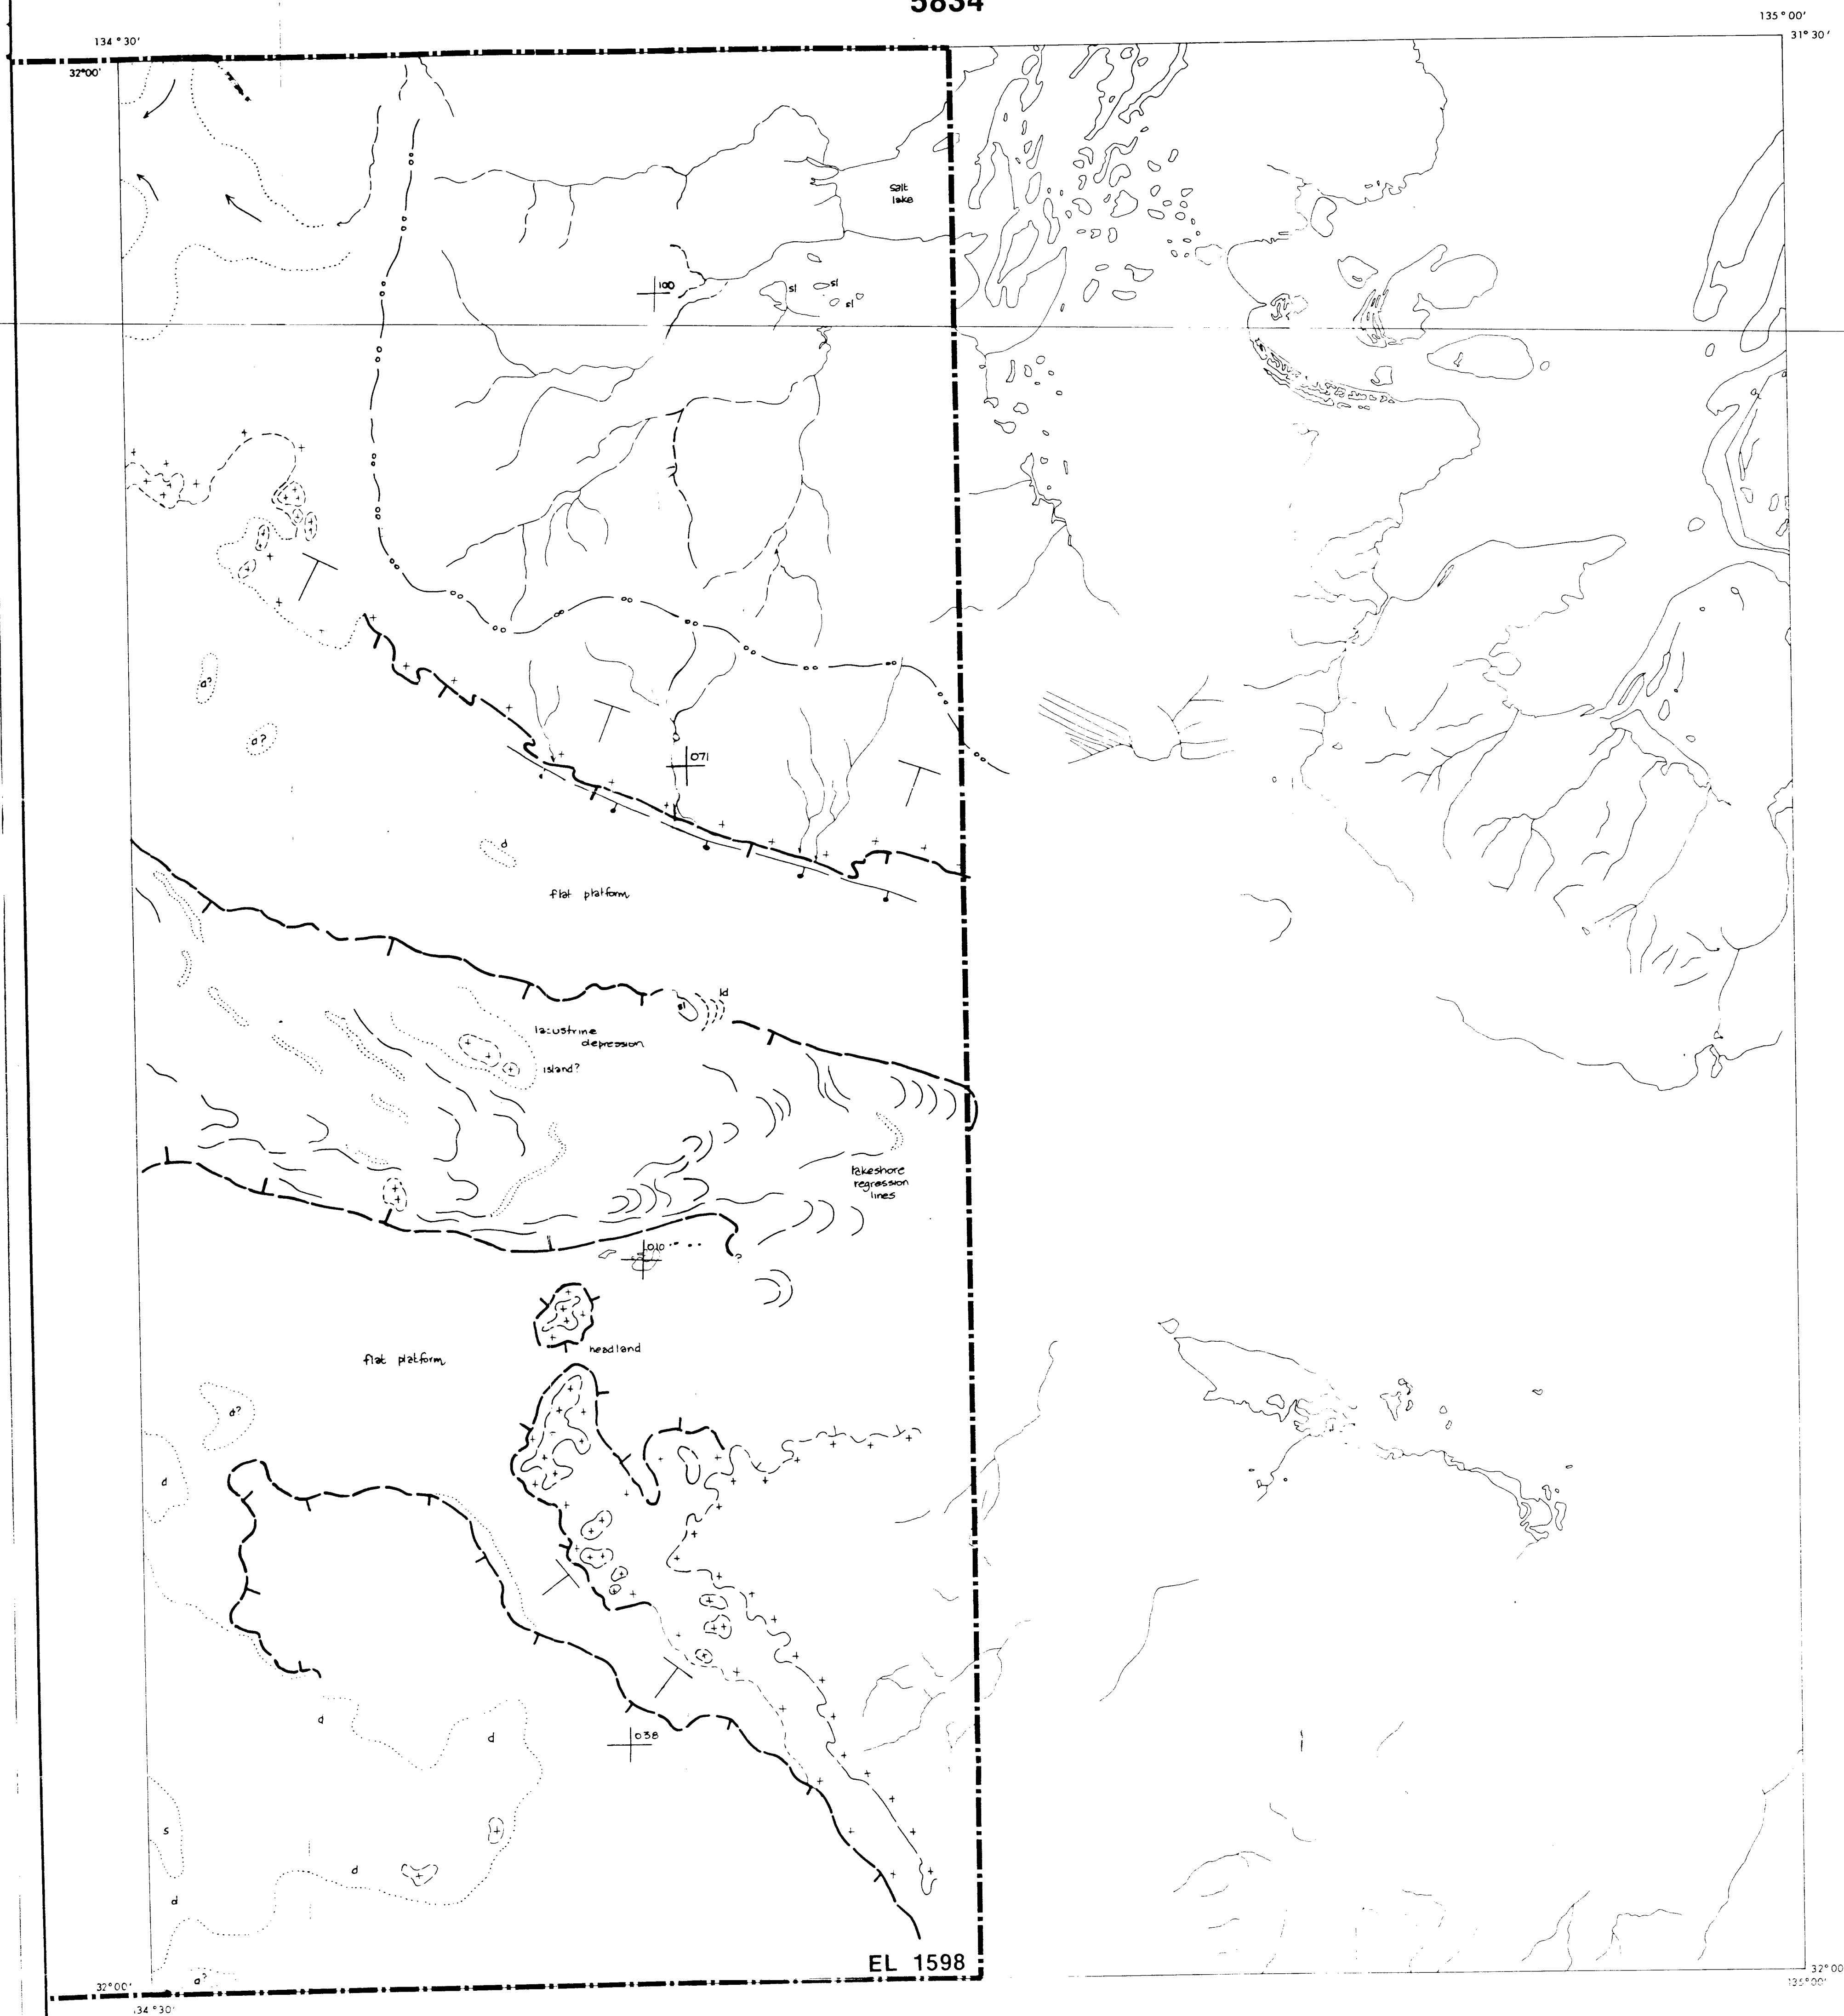 5834
135° 00'
134° 30'
31° 30'
32° 00'
salt
lake
100
sl
sl
sl
a?
a?
071
d
flat platform
ld
sl
lacustrine
depression
island?
lakeshore
regression
lines
010
headland
flat platform
d?
d
038
d
d
s
d
d
a?
EL 1598
32° 00'
32° 00
134° 30'
135° 00'